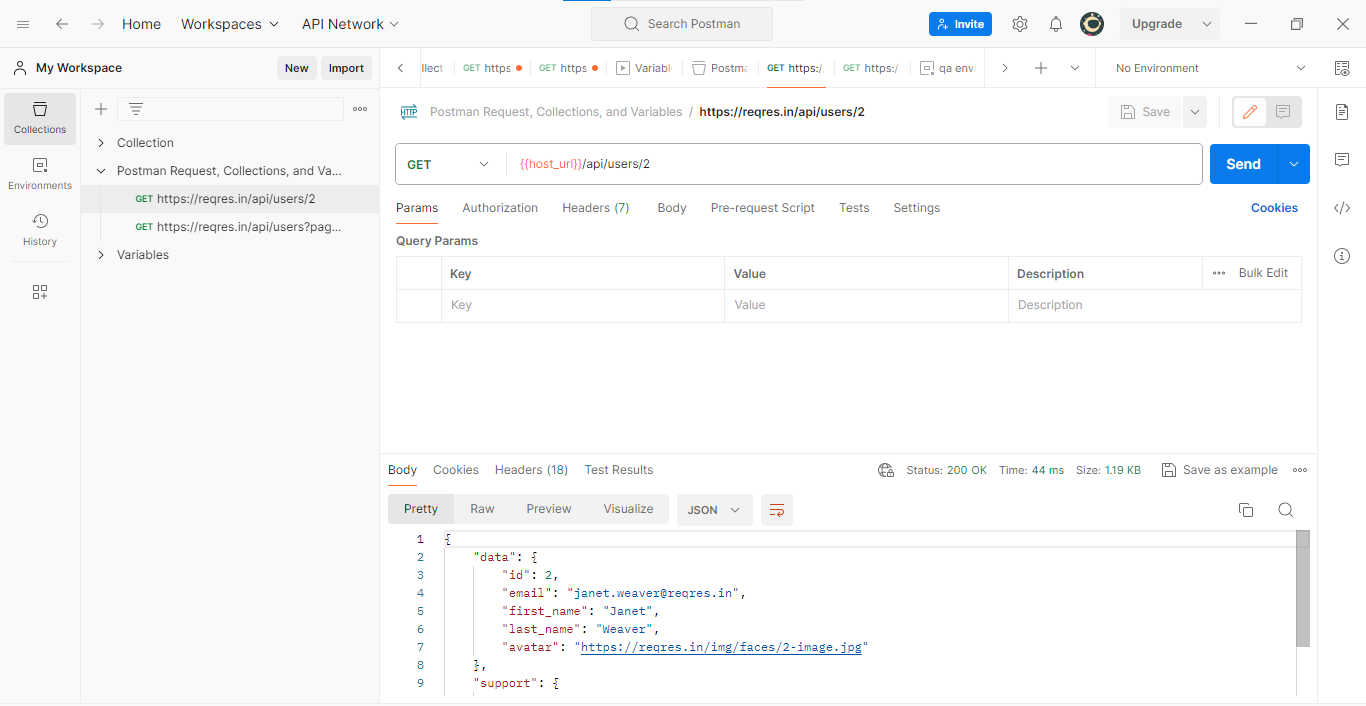 Home Workspaces API Network Search Postman Invite Upgrade
My Workspace New Import
llect GET https GET https Variabl Postma GET https:/ GET https:/ qa envi No Environment
Collections
Environments
History
Collection
Postman Request, Collections, and Va...
GET https://reqres.in/api/users/2
GET https://reqres.in/api/users?pag...
Variables
HTTP Postman Request, Collections, and Variables / https://reqres.in/api/users/2 Save
GET {{host_url}}/api/users/2 Send
Params Authorization Headers (7) Body Pre-request Script Tests Settings Cookies
Query Params
Key Value Description Bulk Edit
Key Value Description
Body Cookies Headers (18) Test Results Status: 200 OK Time: 44 ms Size: 1.19 KB Save as example
Pretty Raw Preview Visualize JSON
1 {
2 "data": {
3 "id": 2,
4 "email": "janet.weaver@reqres.in",
5 "first_name": "Janet",
6 "last_name": "Weaver",
7 "avatar": "https://reqres.in/img/faces/2-image.jpg"
8 },
9 "support": {